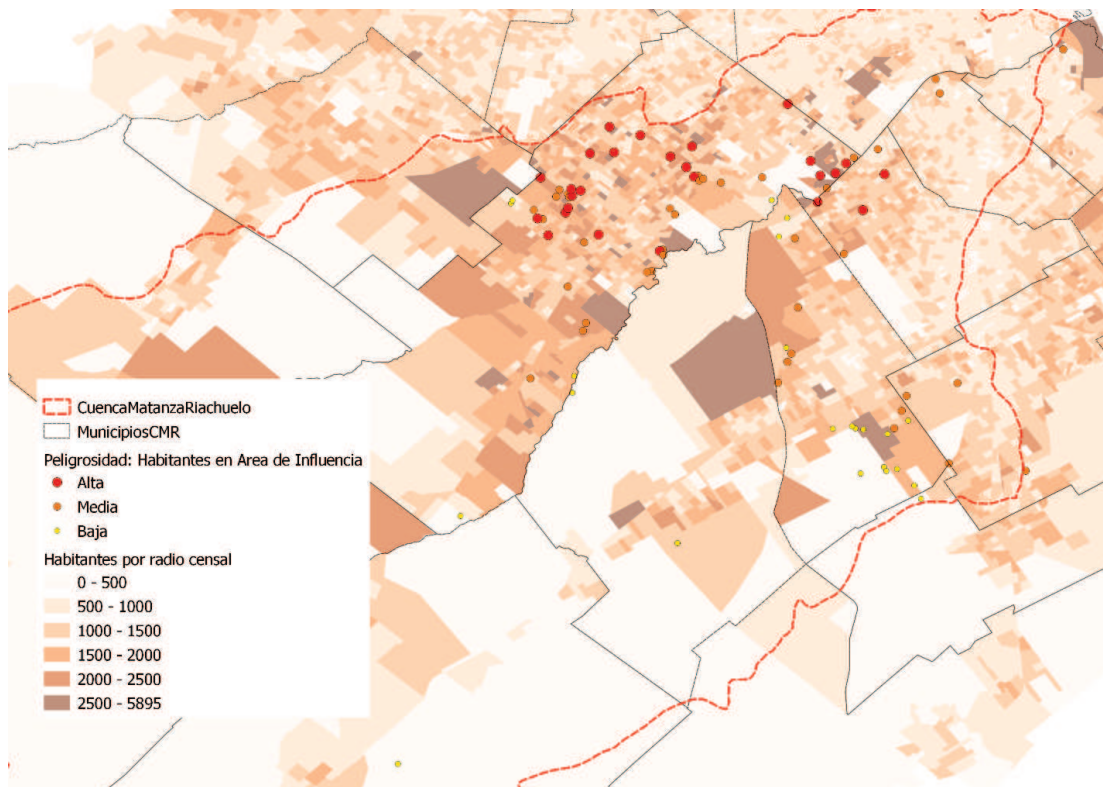 CuencaMatanzaRiachuelo
MunicipiosCMR
Peligrosidad: Habitantes en Area de Influencia
Alta
Media
Baja
Habitantes por radio censal
0 - 500
500 - 1000
1000 - 1500
1500 - 2000
2000 - 2500
2500 - 5895